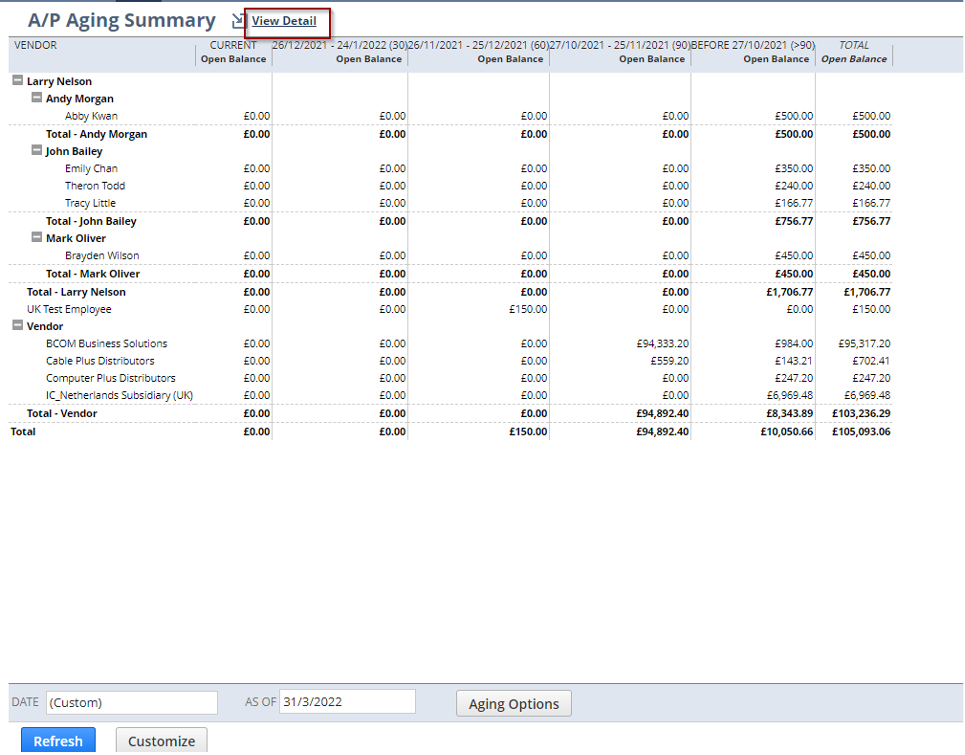 A/P Aging Summary View Detail
VENDOR CURRENT 26/12/2021 - 24/1/2022 (30) 26/11/2021 - 25/12/2021 (60) 27/10/2021 - 25/11/2021 (90) BEFORE 27/10/2021 (>90) TOTAL
Open Balance Open Balance Open Balance Open Balance Open Balance Open Balance
Larry Nelson
Andy Morgan
Abby Kwan £0.00 £0.00 £0.00 £0.00 £500.00 £500.00
Total - Andy Morgan £0.00 £0.00 £0.00 £0.00 £500.00 £500.00
John Bailey
Emily Chan £0.00 £0.00 £0.00 £0.00 £350.00 £350.00
Theron Todd £0.00 £0.00 £0.00 £0.00 £240.00 £240.00
Tracy Little £0.00 £0.00 £0.00 £0.00 £166.77 £166.77
Total - John Bailey £0.00 £0.00 £0.00 £0.00 £756.77 £756.77
Mark Oliver
Brayden Wilson £0.00 £0.00 £0.00 £0.00 £450.00 £450.00
Total - Mark Oliver £0.00 £0.00 £0.00 £0.00 £450.00 £450.00
Total - Larry Nelson £0.00 £0.00 £0.00 £0.00 £1,706.77 £1,706.77
UK Test Employee £0.00 £0.00 £150.00 £0.00 £0.00 £150.00
Vendor
BCOM Business Solutions £0.00 £0.00 £0.00 £94,333.20 £984.00 £95,317.20
Cable Plus Distributors £0.00 £0.00 £0.00 £559.20 £143.21 £702.41
Computer Plus Distributors £0.00 £0.00 £0.00 £0.00 £247.20 £247.20
IC_Netherlands Subsidiary (UK) £0.00 £0.00 £0.00 £0.00 £6,969.48 £6,969.48
Total - Vendor £0.00 £0.00 £0.00 £94,892.40 £8,343.89 £103,236.29
Total £0.00 £0.00 £150.00 £94,892.40 £10,050.66 £105,093.06
DATE (Custom) AS OF 31/3/2022 Aging Options
Refresh Customize